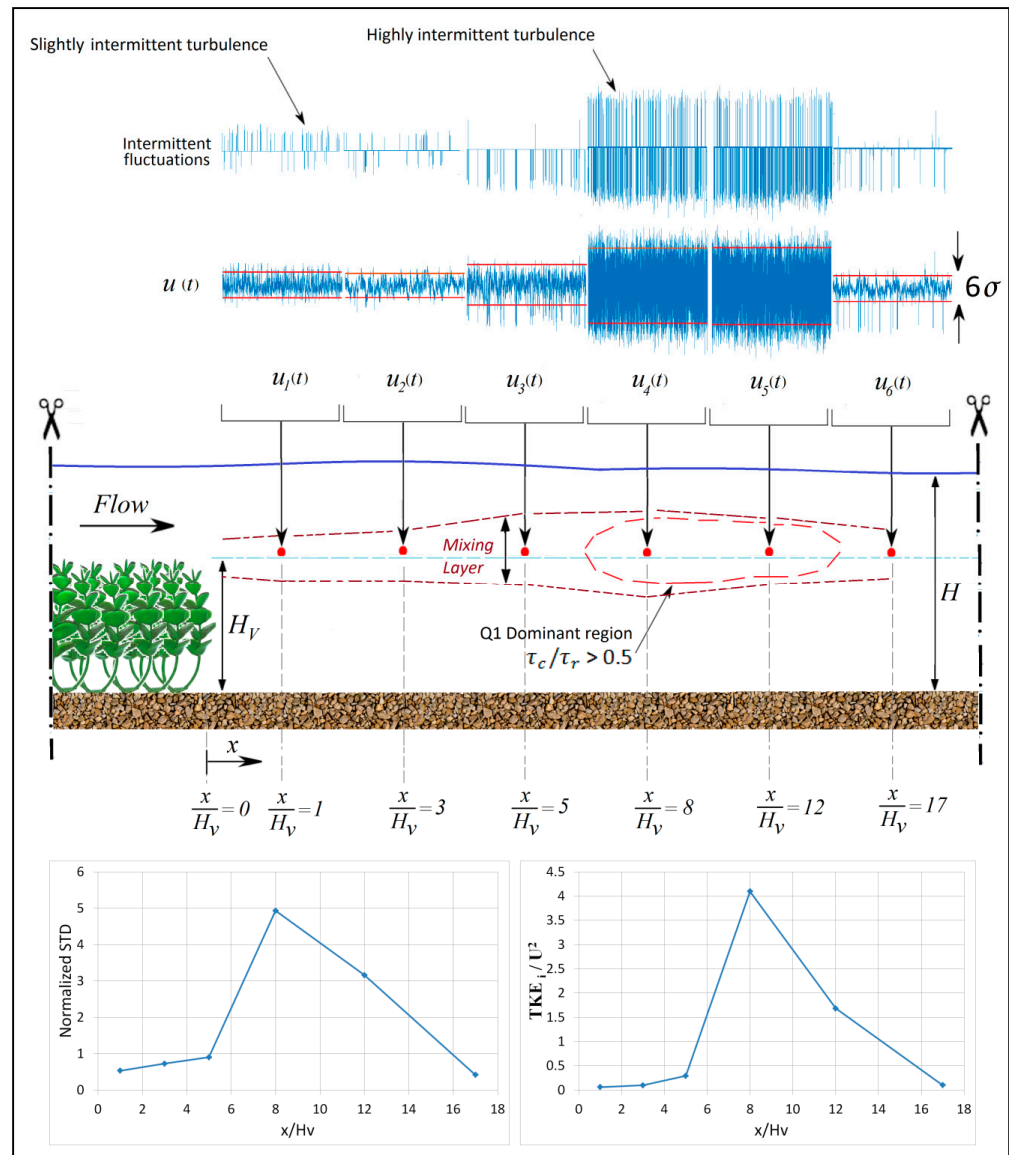 Highly intermittent turbulence
Slightly intermittent turbulence
Intermittent
fluctuations
u (t)
6σ
u1(t) u2(t) u3(t) u4(t) u5(t) u6(t)
Flow
Mixing
Layer
HV
H
Q1 Dominant region
τc/τr > 0.5
x
x/Hv=0 x/Hv=1 x/Hv=3 x/Hv=5 x/Hv=8 x/Hv=12 x/Hv=17
Normalized STD
6
5
4
3
2
1
0
0 2 4 6 8 10 12 14 16 18
x/Hv
TKE i / U²
4.5
4
3.5
3
2.5
2
1.5
1
0.5
0
0 2 4 6 8 10 12 14 16 18
x/Hv